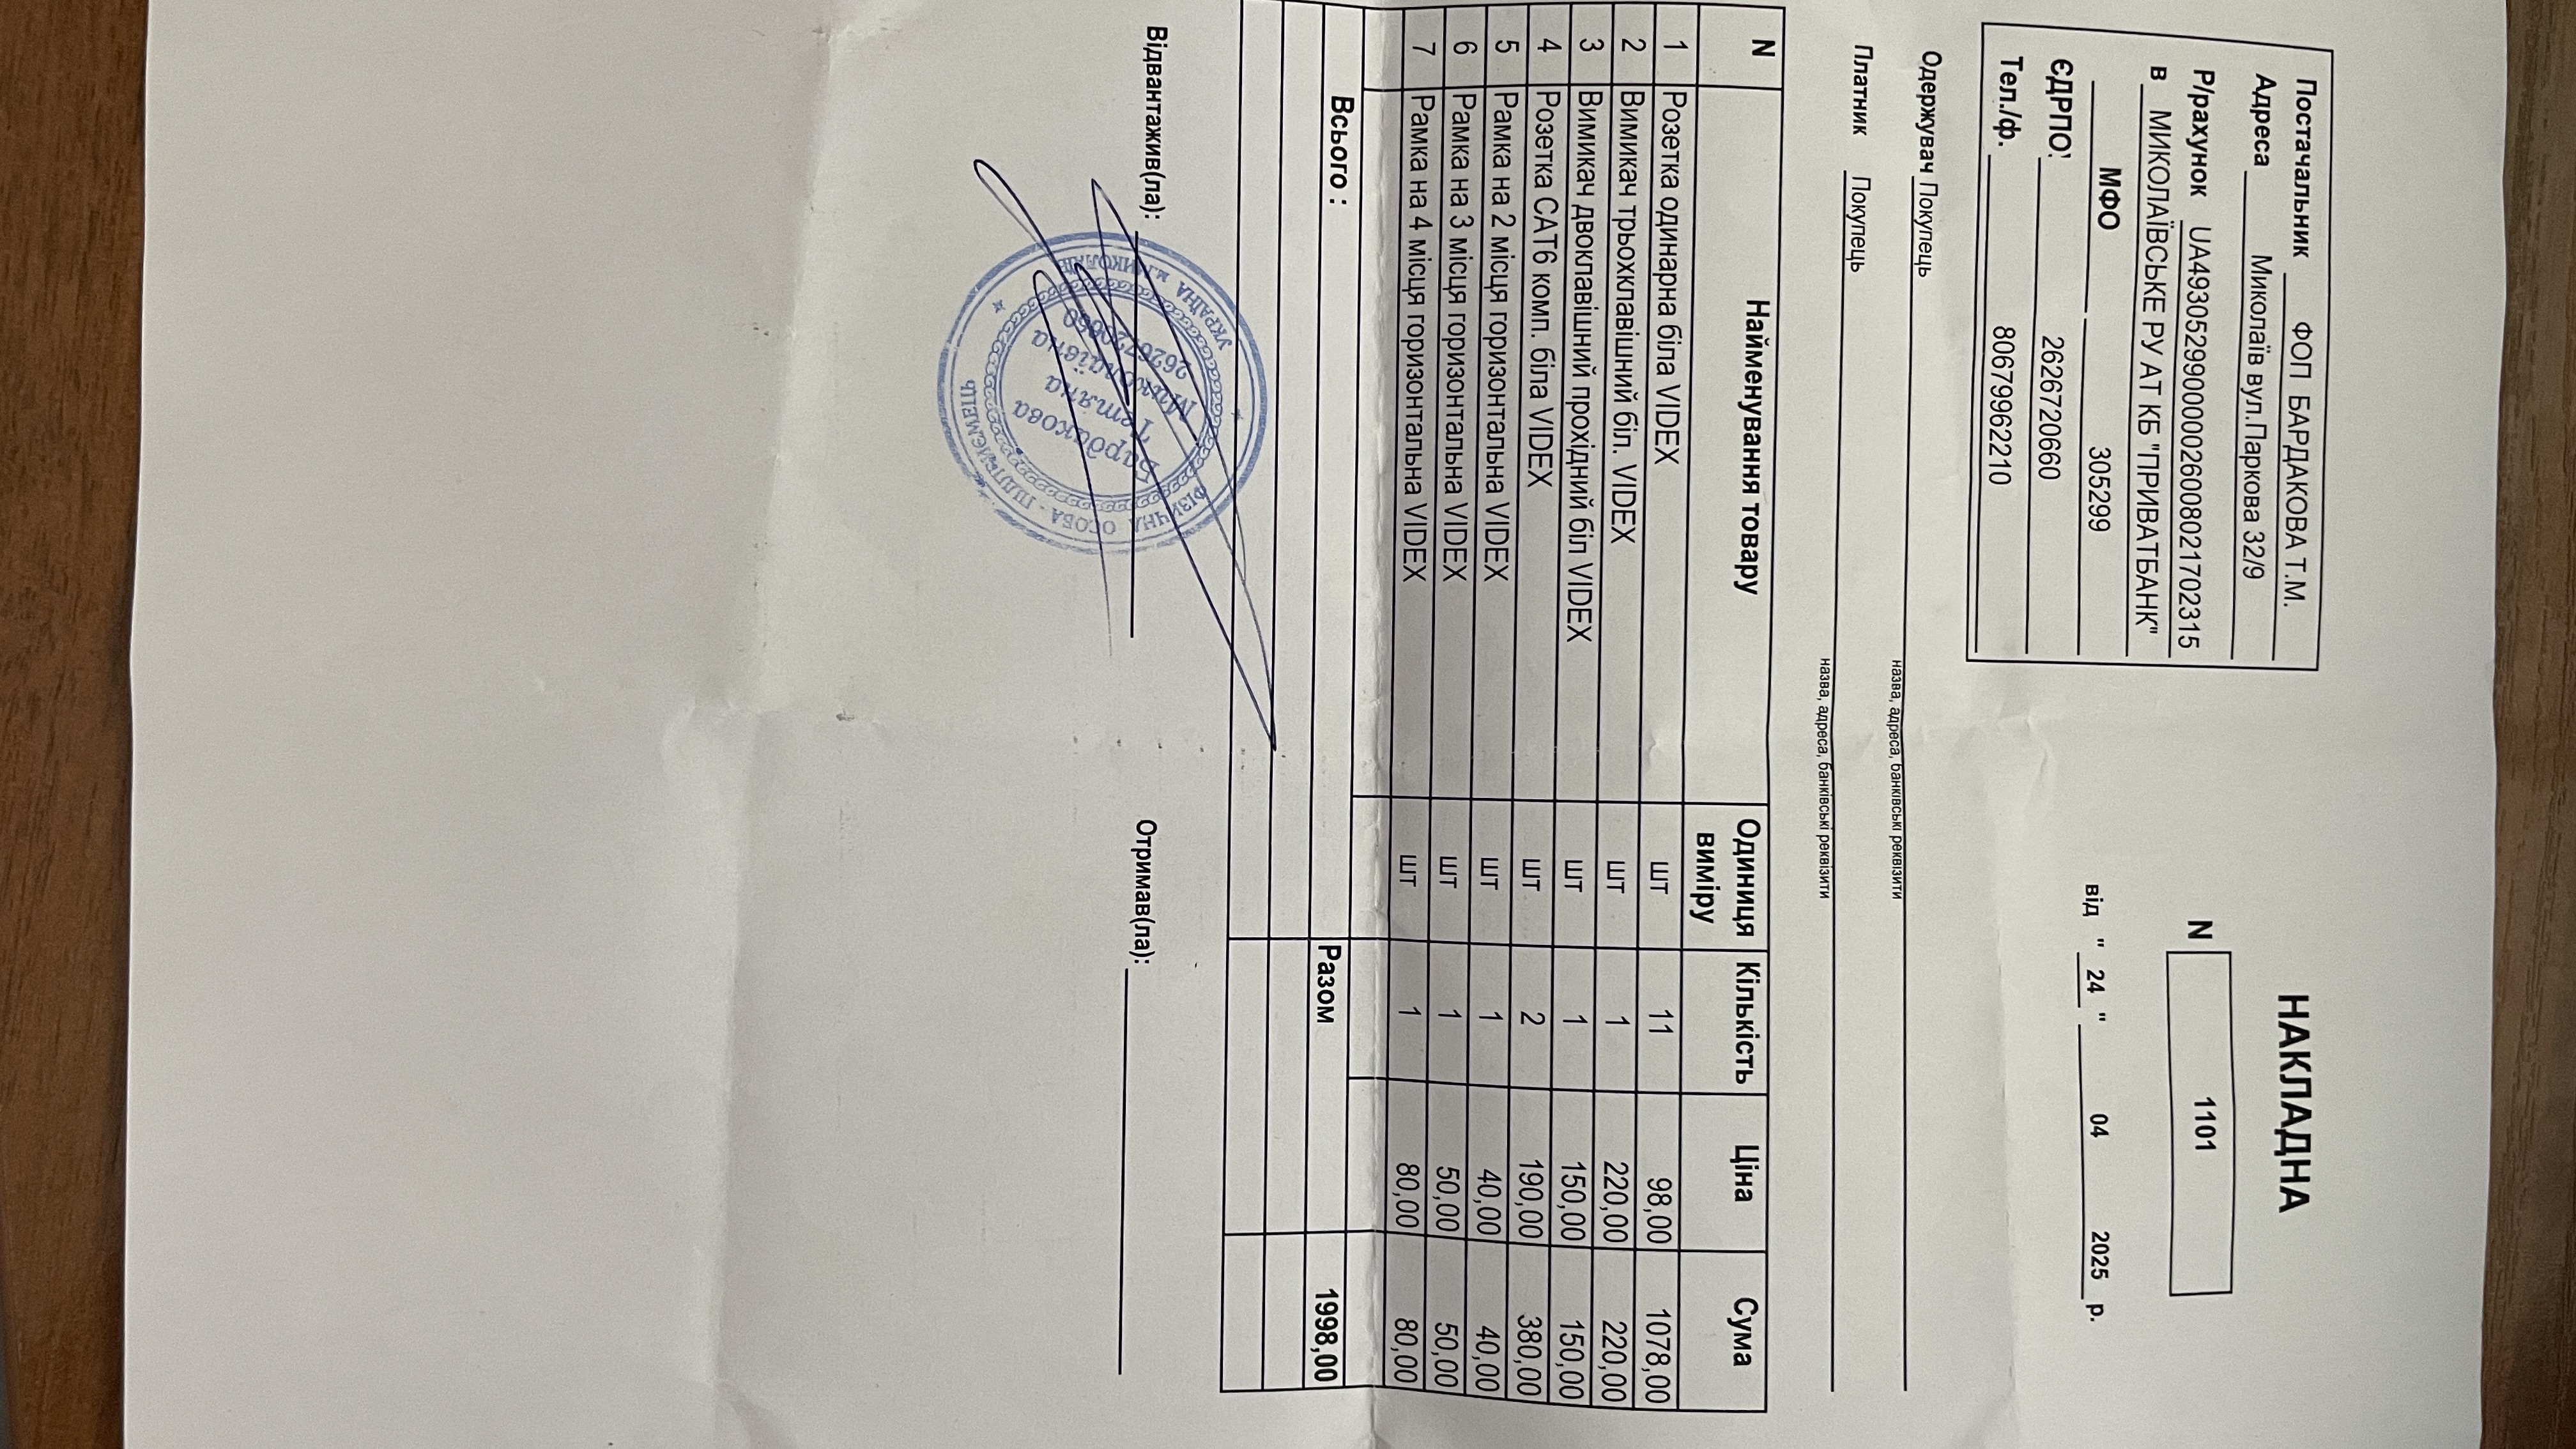 НАКЛАДНА
Постачальник ФОП БАРДАКОВА Т.М.
Адреса Миколаїв вул.Паркова 32/9
Р/рахунок UA493052990000026008021702315
в МИКОЛАЇВСЬКЕ РУ АТ КБ "ПРИВАТБАНК"
МФО 305299
ЄДРПО 2626720660
Тел./ф. 80679962210
N 1101
від " 24 " 04 2025 р.
Одержувач Покупець
назва, адреса, банківські реквізити
Платник Покупець
назва, адреса, банківські реквізити
N Найменування товару Одиниця виміру Кількість Ціна Сума
1 Розетка одинарна біла VIDEX шт 11 98,00 1078,00
2 Вимикач трьохклавішний біл. VIDEX шт 1 220,00 220,00
3 Вимикач двоклавішний прохідний біл VIDEX шт 1 150,00 150,00
4 Розетка САТ6 комп. біла VIDEX шт 2 190,00 380,00
5 Рамка на 2 місця горизонтальна VIDEX шт 1 40,00 40,00
6 Рамка на 3 місця горизонтальна VIDEX шт 1 50,00 50,00
7 Рамка на 4 місця горизонтальна VIDEX шт 1 80,00 80,00
Всього : Разом 1998,00
Відвантажив(ла): Отримав(ла):
УКРАЇНА м.МИКОЛАЇВ
ФІЗИЧНА ОСОБА - ПІДПРИЄМЕЦЬ
Бардакова
Тетяна
Миколаївна
2626720660